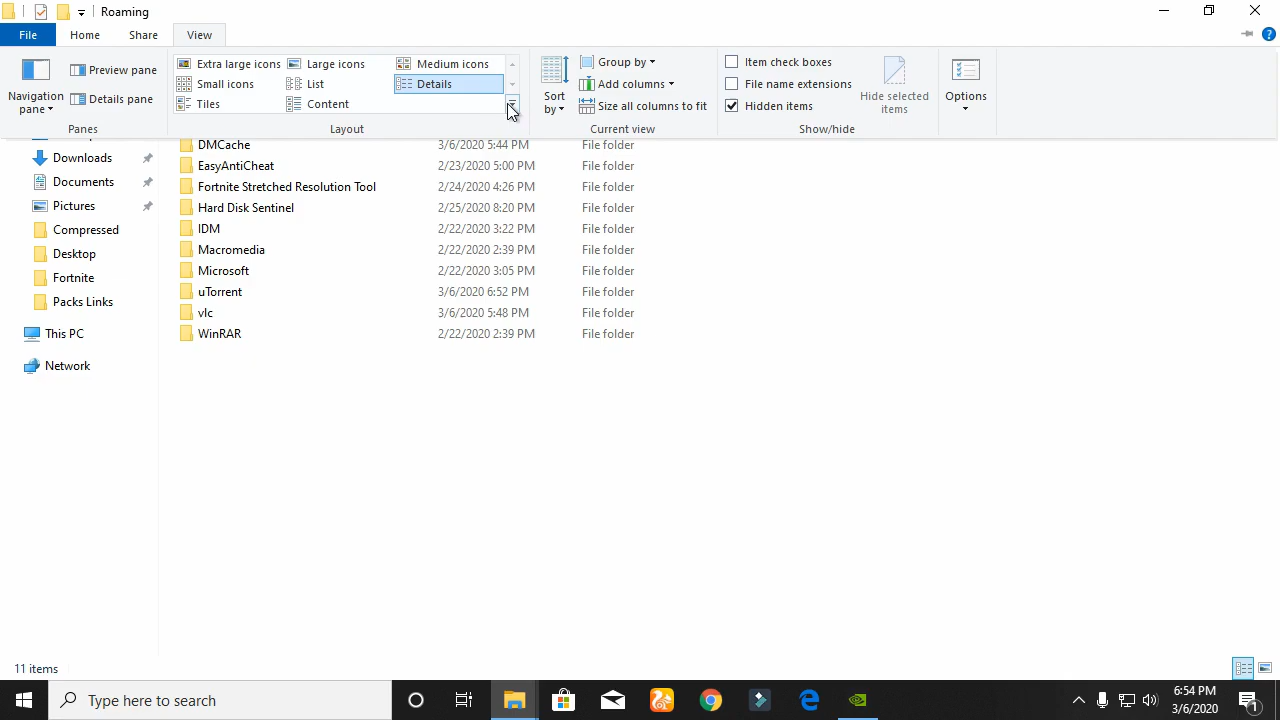 Roaming
File Home Share View
Navigation pane
Preview pane
Details pane
Panes
Extra large icons Large icons Medium icons
Small icons List Details
Tiles Content
Layout
Sort by
Group by
Add columns
Size all columns to fit
Current view
Item check boxes
File name extensions
Hidden items
Hide selected items
Show/hide
Options
Downloads
Documents
Pictures
Compressed
Desktop
Fortnite
Packs Links
This PC
Network
DMCache 3/6/2020 5:44 PM File folder
EasyAntiCheat 2/23/2020 5:00 PM File folder
Fortnite Stretched Resolution Tool 2/24/2020 4:26 PM File folder
Hard Disk Sentinel 2/25/2020 8:20 PM File folder
IDM 2/22/2020 3:22 PM File folder
Macromedia 2/22/2020 2:39 PM File folder
Microsoft 2/22/2020 3:05 PM File folder
uTorrent 3/6/2020 6:52 PM File folder
vlc 3/6/2020 5:48 PM File folder
WinRAR 2/22/2020 2:39 PM File folder
11 items
Type here to search
6:54 PM
3/6/2020
1